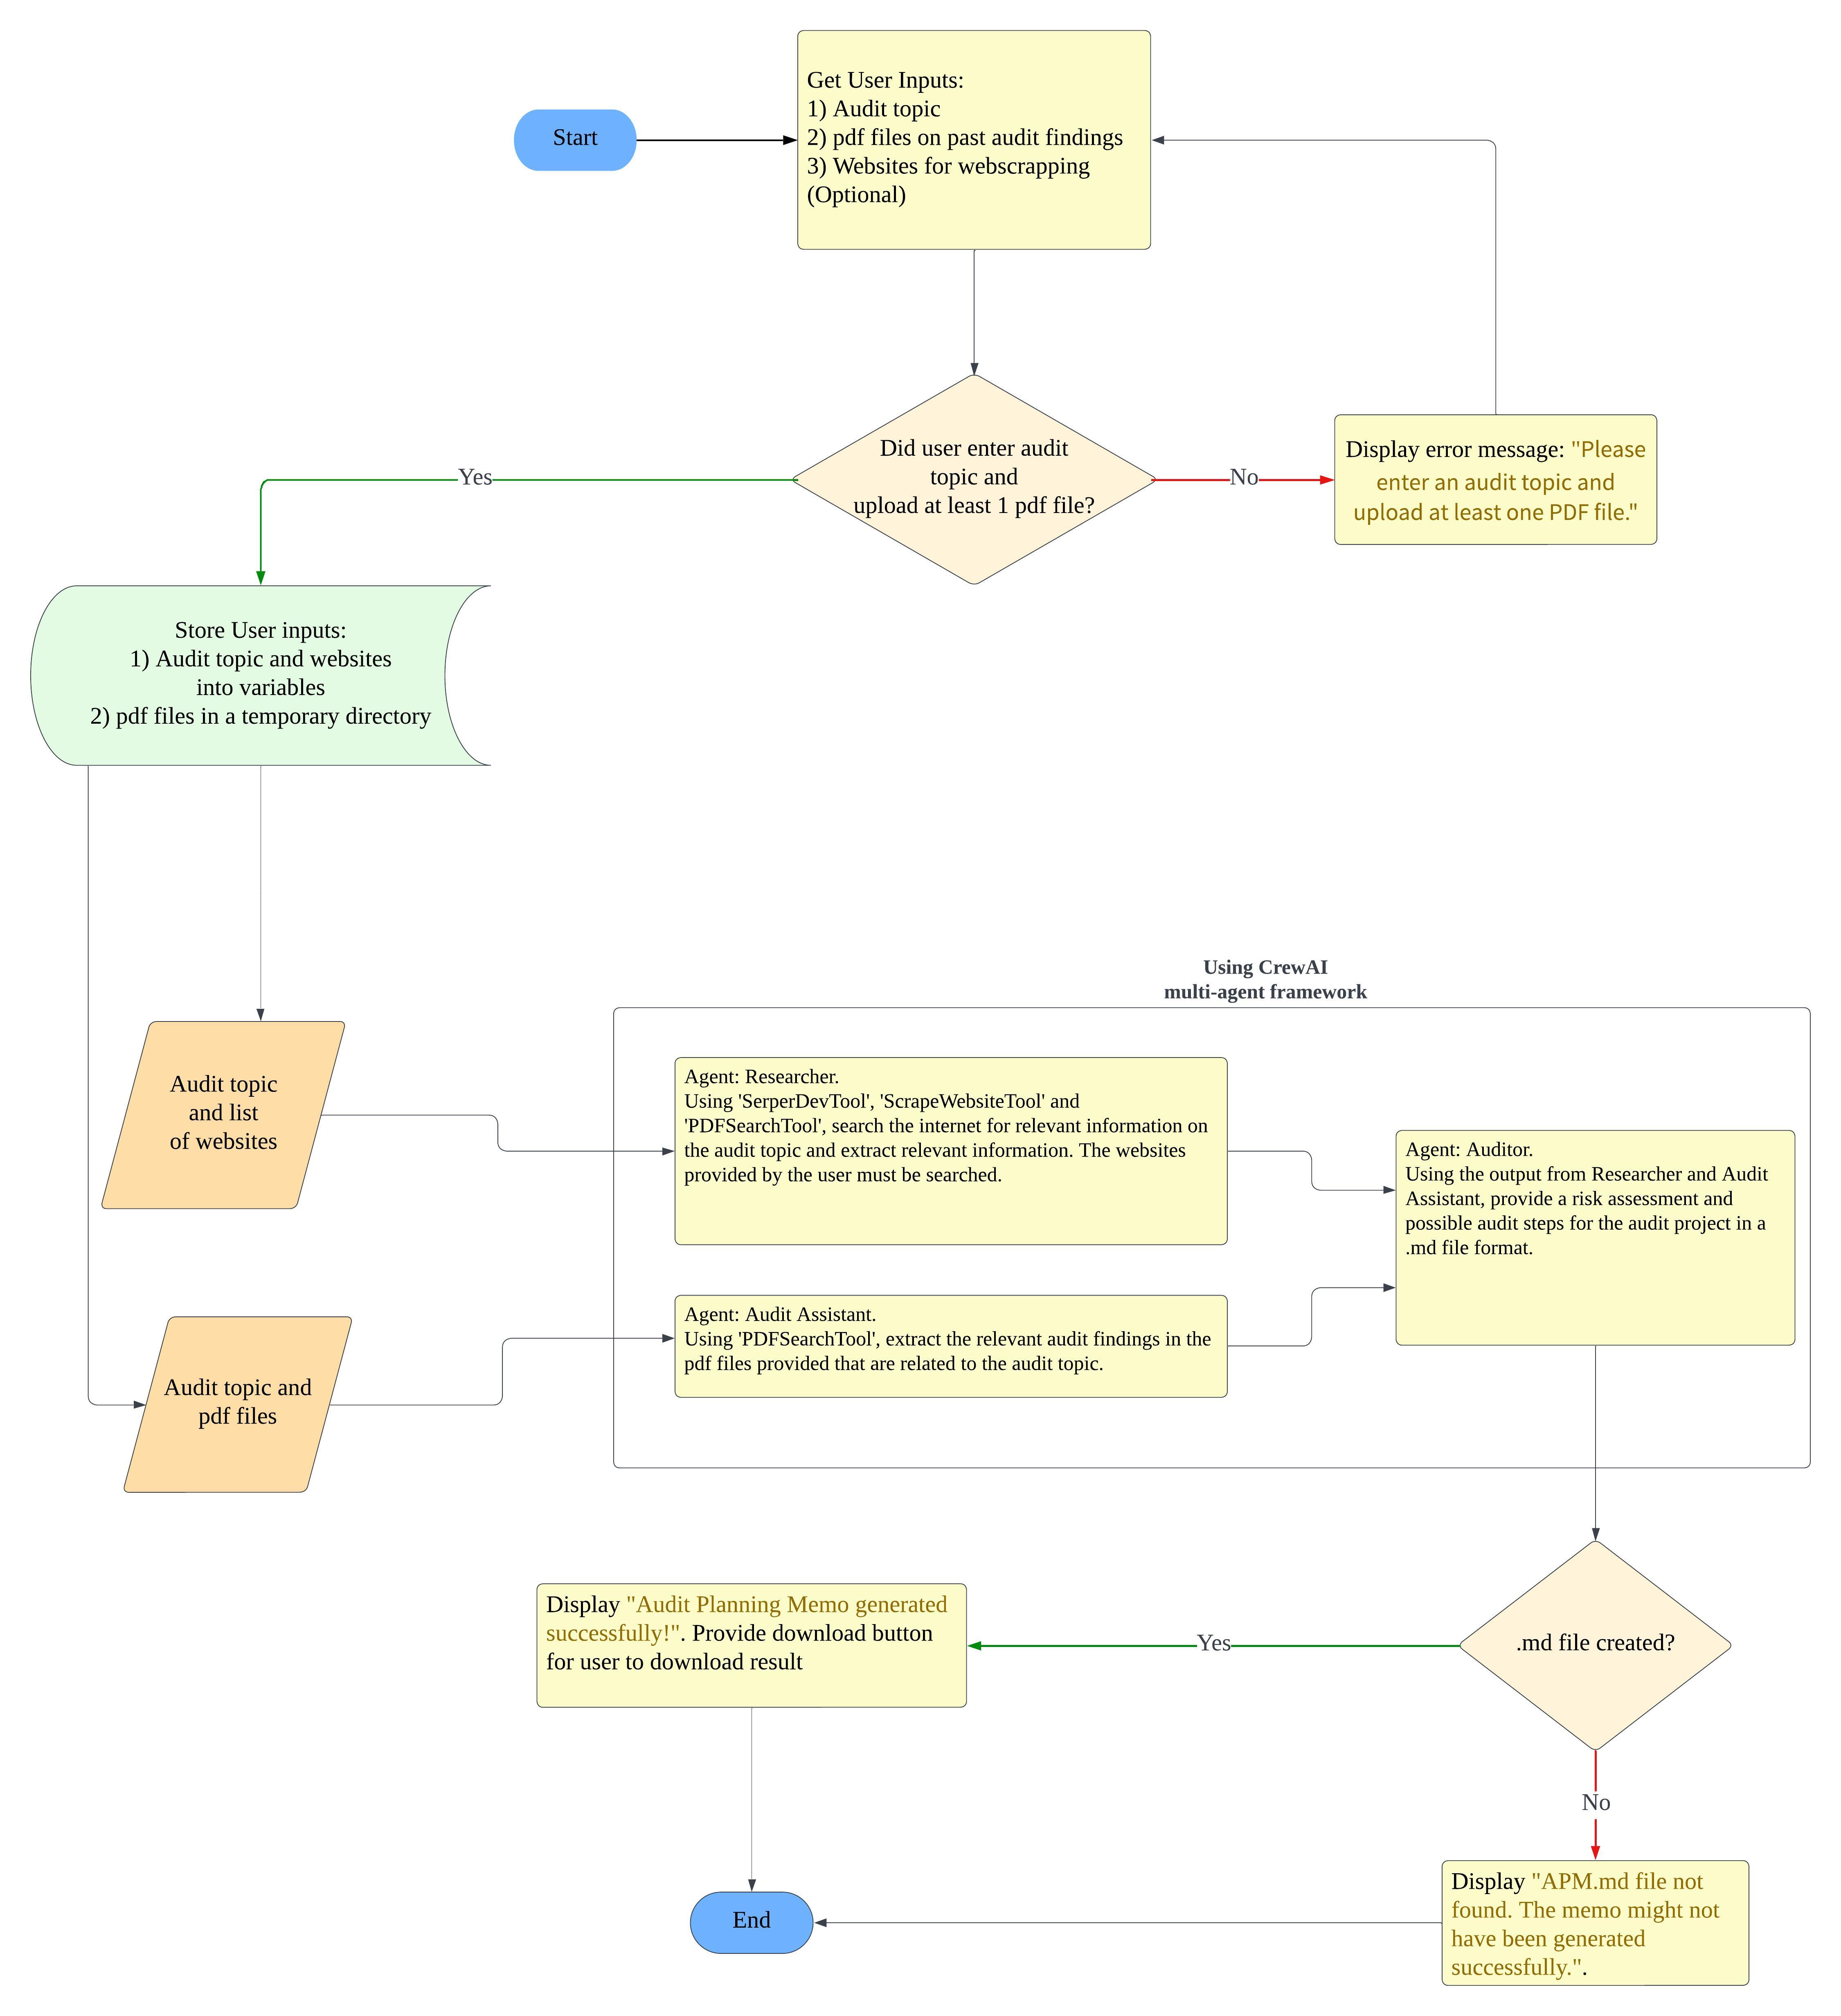 Start
Get User Inputs:
1) Audit topic
2) pdf files on past audit findings
3) Websites for webscrapping
(Optional)
Did user enter audit
topic and
upload at least 1 pdf file?
Yes
No
Display error message: "Please
enter an audit topic and
upload at least one PDF file."
Store User inputs:
1) Audit topic and websites
into variables
2) pdf files in a temporary directory
Using CrewAI
multi-agent framework
Audit topic
and list
of websites
Agent: Researcher.
Using 'SerperDevTool', 'ScrapeWebsiteTool' and
'PDFSearchTool', search the internet for relevant information on
the audit topic and extract relevant information. The websites
provided by the user must be searched.
Agent: Auditor.
Using the output from Researcher and Audit
Assistant, provide a risk assessment and
possible audit steps for the audit project in a
.md file format.
Audit topic and
pdf files
Agent: Audit Assistant.
Using 'PDFSearchTool', extract the relevant audit findings in the
pdf files provided that are related to the audit topic.
.md file created?
Yes
Display "Audit Planning Memo generated
successfully!". Provide download button
for user to download result
No
Display "APM.md file not
found. The memo might not
have been generated
successfully.".
End